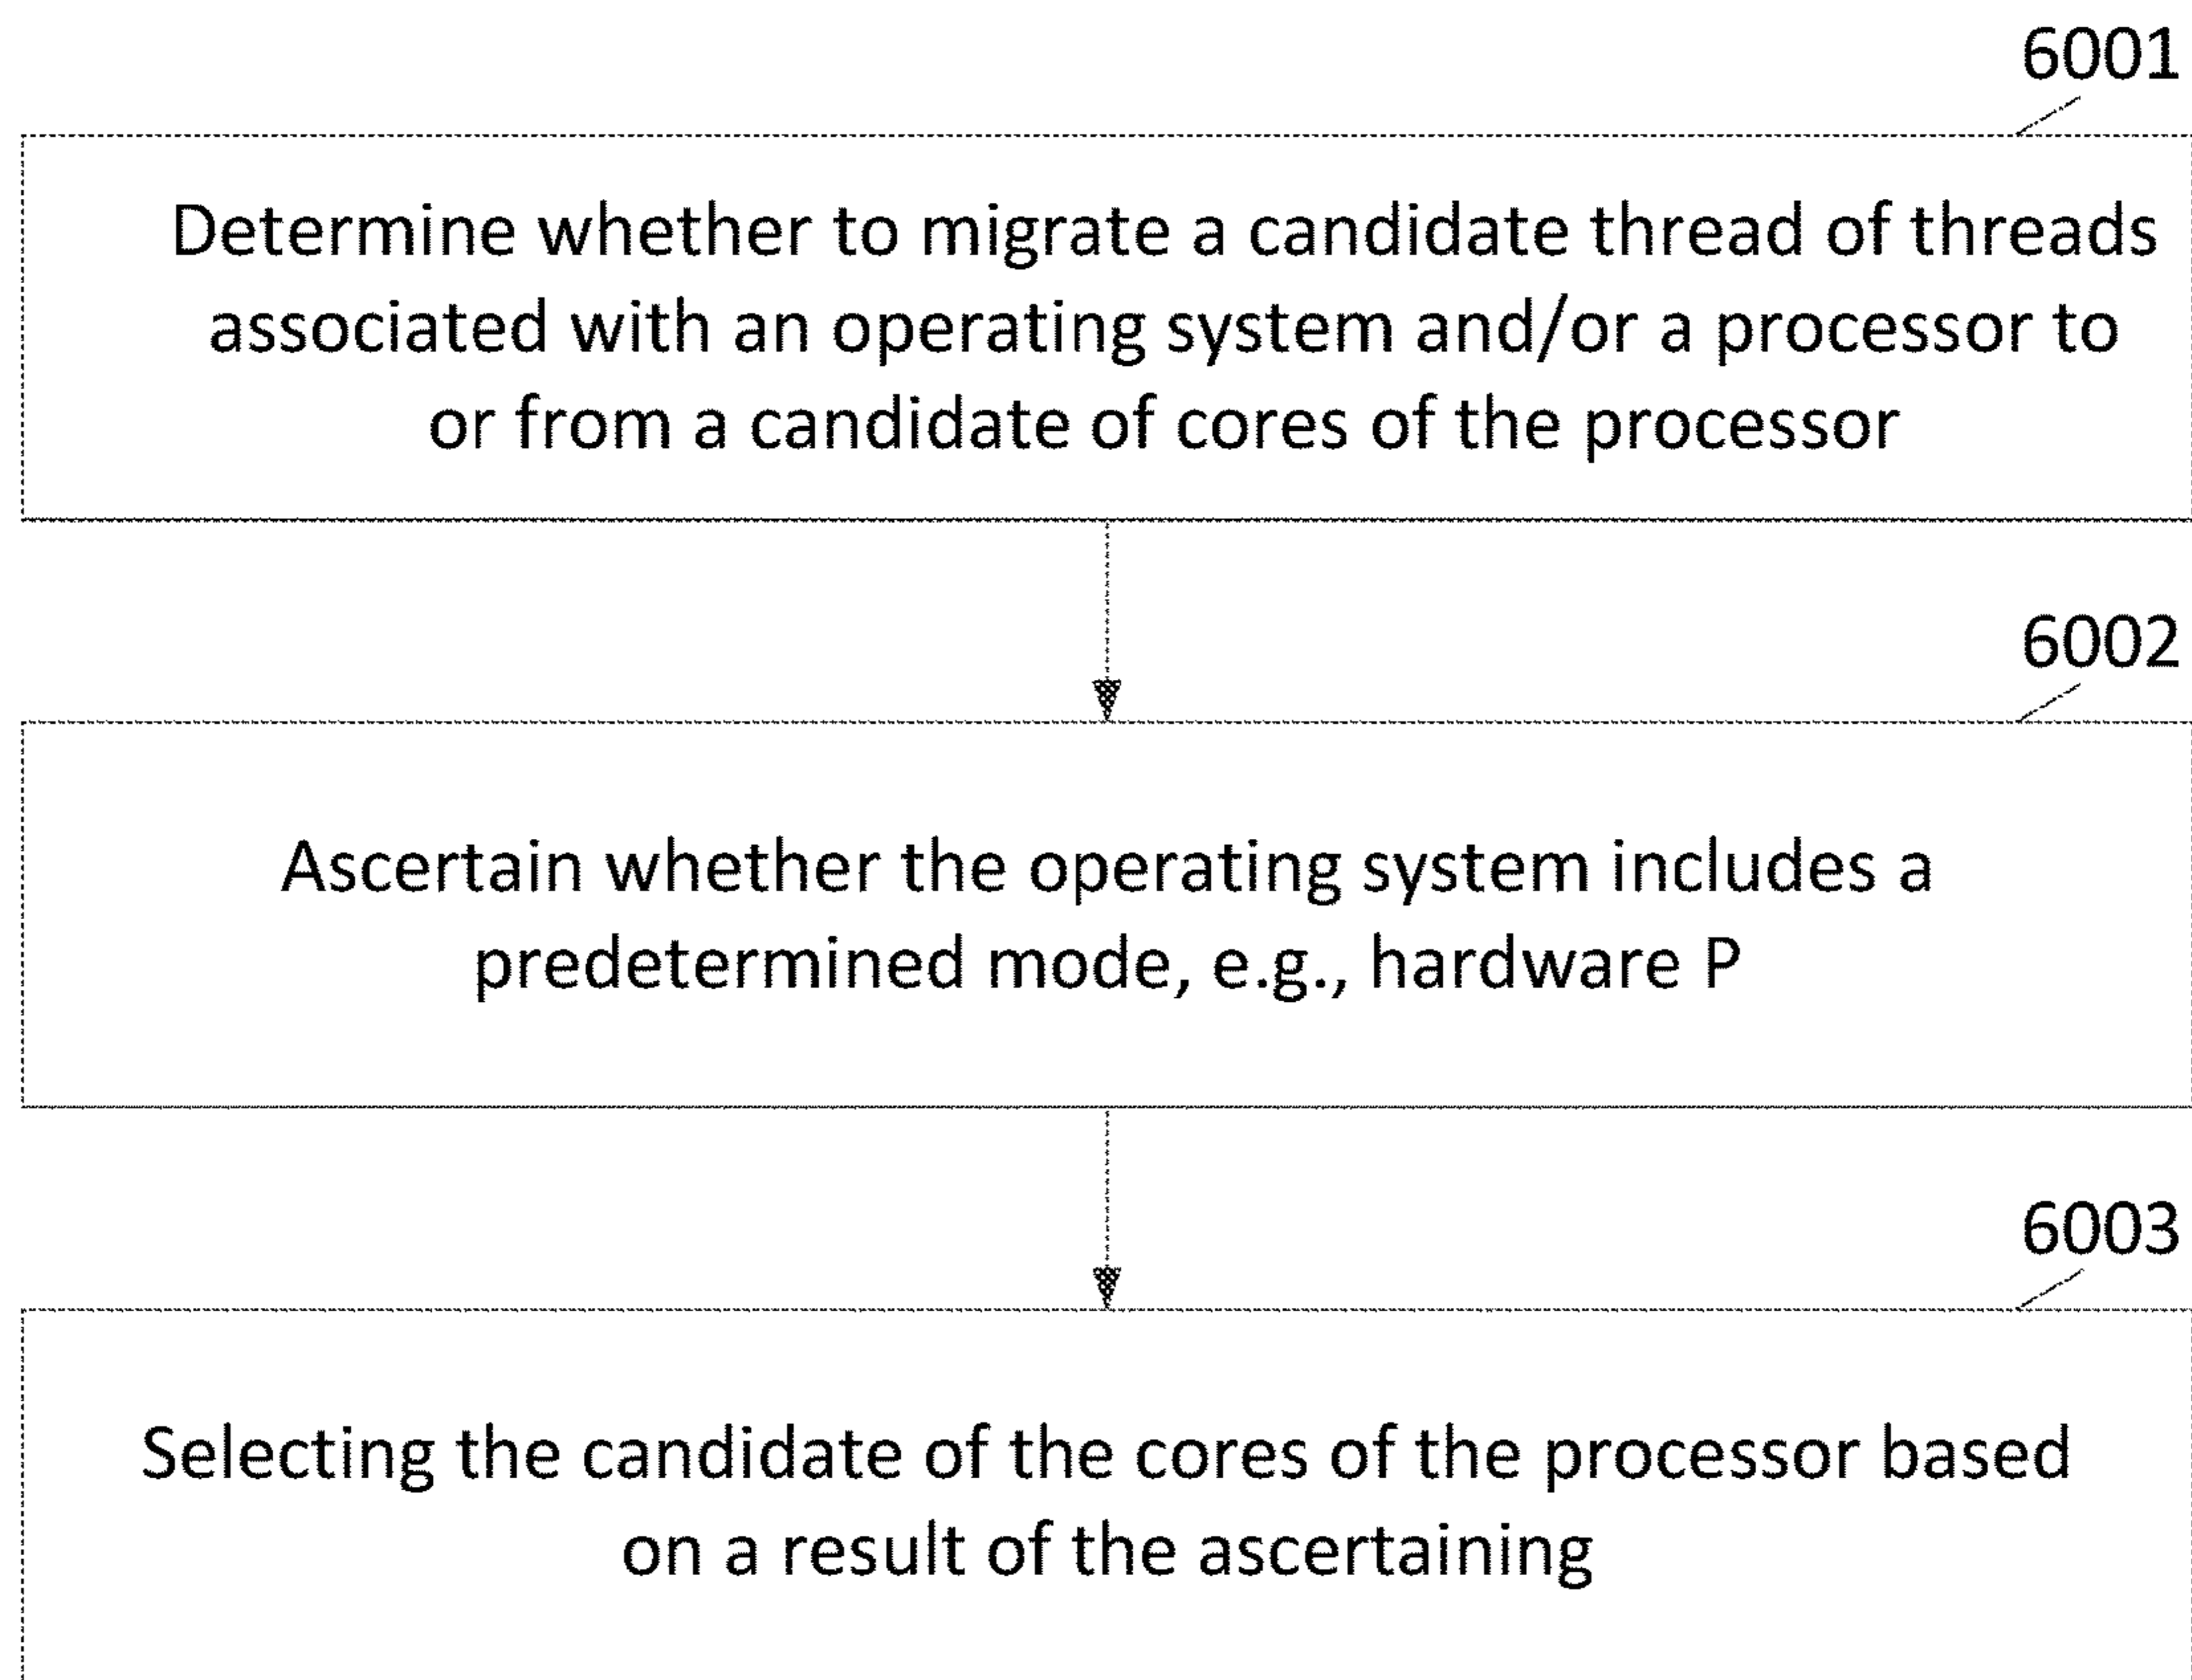 6001
Determine whether to migrate a candidate thread of threads
associated with an operating system and/or a processor to
or from a candidate of cores of the processor
6002
Ascertain whether the operating system includes a
predetermined mode, e.g., hardware P
6003
Selecting the candidate of the cores of the processor based
on a result of the ascertaining